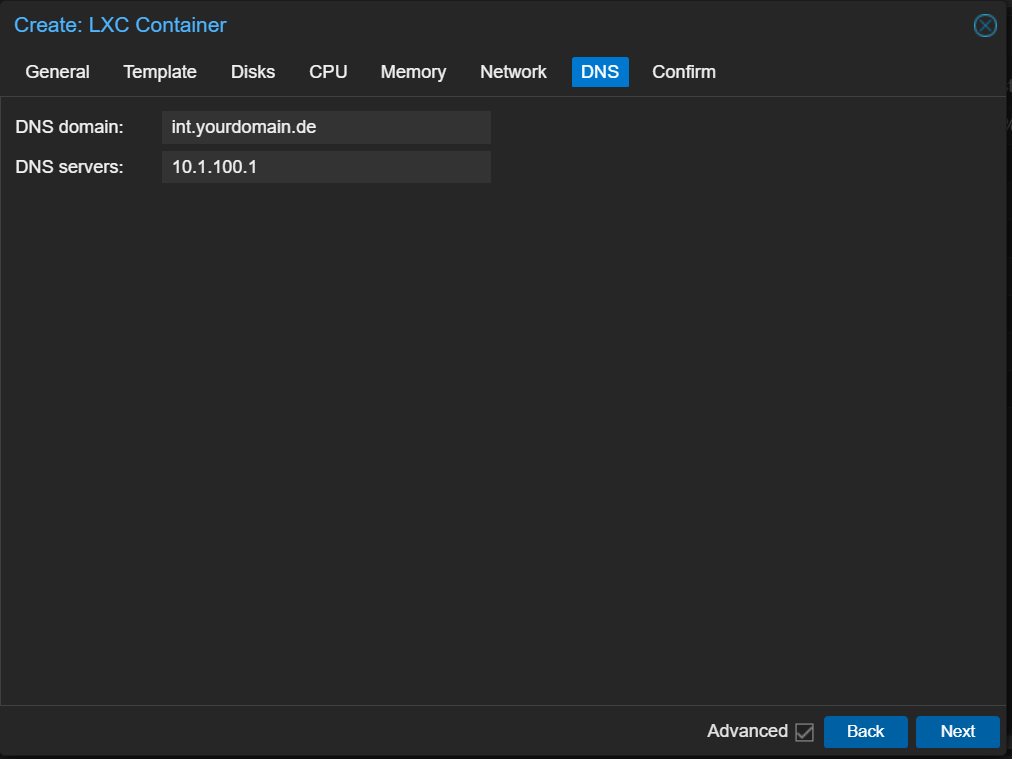 Create: LXC Container
General Template Disks CPU Memory Network DNS Confirm
DNS domain: int.yourdomain.de
DNS servers: 10.1.100.1
Advanced Back Next